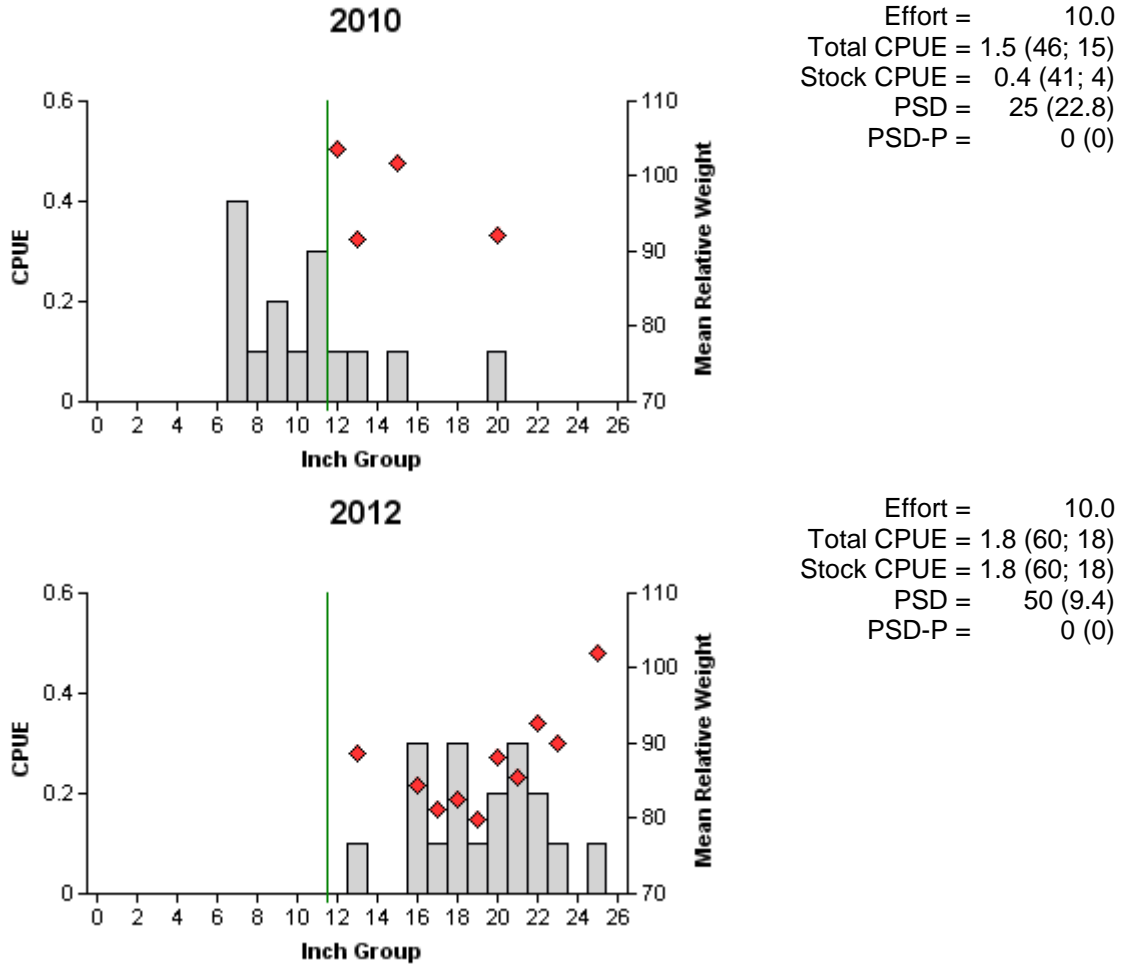 2010
Effort = 10.0
Total CPUE = 1.5 (46; 15)
Stock CPUE = 0.4 (41; 4)
PSD = 25 (22.8)
PSD-P = 0 (0)
0.6
0.4
0.2
0
CPUE
110
100
90
80
70
Mean Relative Weight
0 2 4 6 8 10 12 14 16 18 20 22 24 26
Inch Group
2012
Effort = 10.0
Total CPUE = 1.8 (60; 18)
Stock CPUE = 1.8 (60; 18)
PSD = 50 (9.4)
PSD-P = 0 (0)
0.6
0.4
0.2
0
CPUE
110
100
90
80
70
Mean Relative Weight
0 2 4 6 8 10 12 14 16 18 20 22 24 26
Inch Group